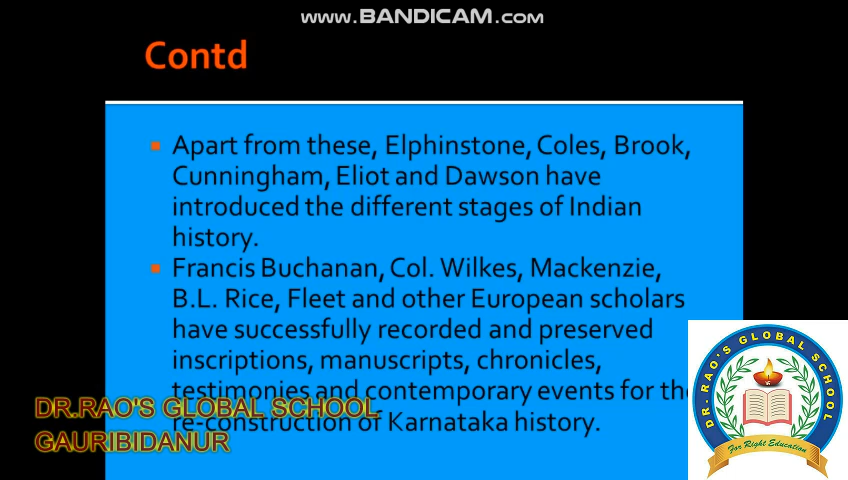 WWW.BANDICAM.COM
Contd
Apart from these, Elphinstone, Coles, Brook,
Cunningham, Eliot and Dawson have
introduced the different stages of Indian
history.
Francis Buchanan, Col. Wilkes, Mackenzie,
B.L. Rice, Fleet and other European scholars
have successfully recorded and preserved
inscriptions, manuscripts, chronicles,
testimonies and contemporary events for the
re-construction of Karnataka history.
DR.RAO'S GLOBAL SCHOOL
GAURIBIDANUR
DR. RAO'S GLOBAL SCHOOL
For Right Education